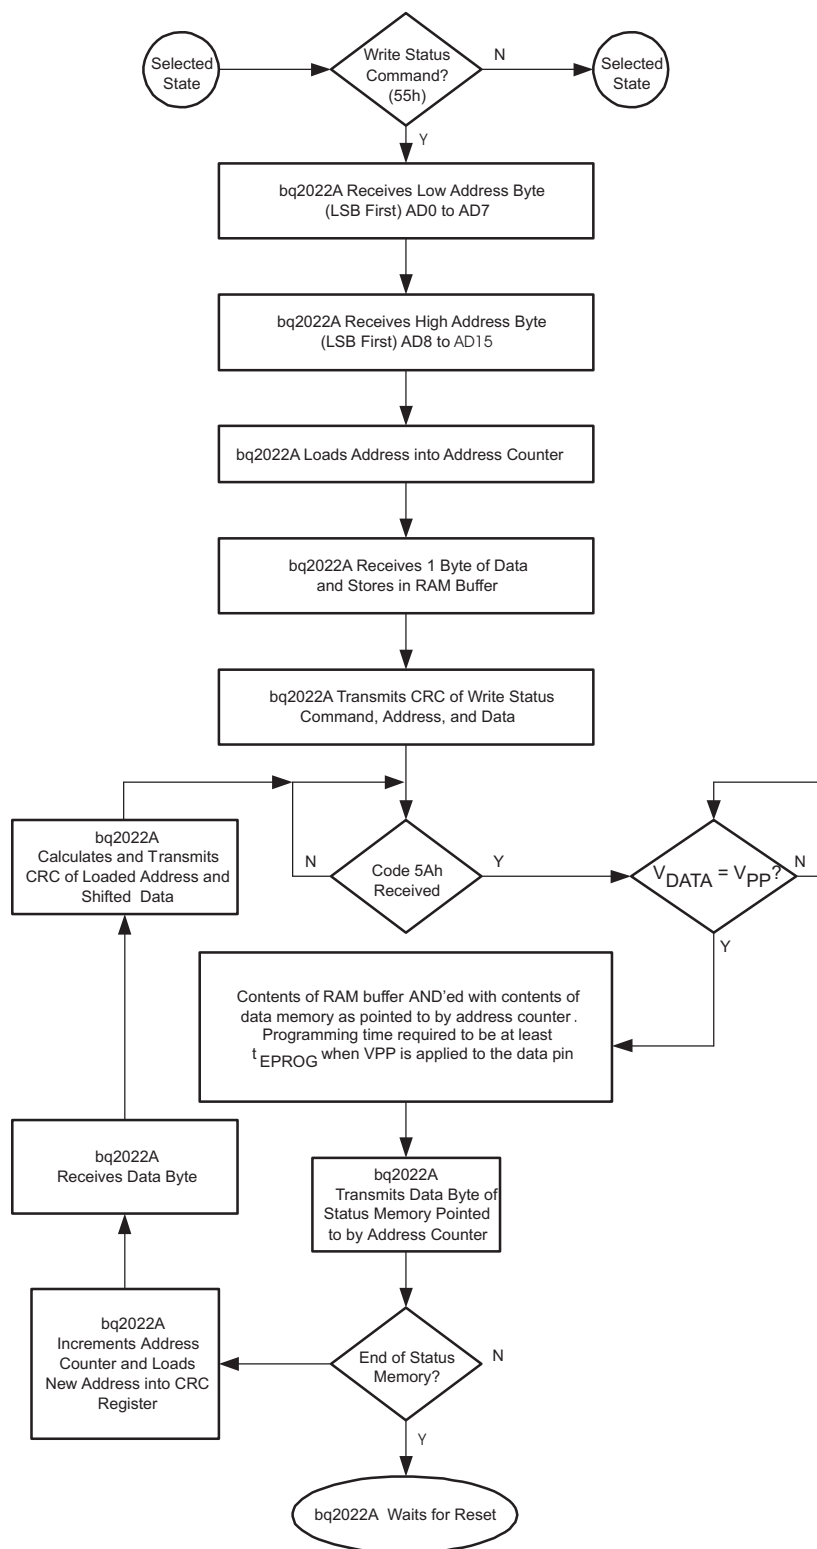 Selected
State
Write Status
Command?
(55h)
N
Selected
State
Y
bq2022A Receives Low Address Byte
(LSB First) AD0 to AD7
bq2022A Receives High Address Byte
(LSB First) AD8 to AD15
bq2022A Loads Address into Address Counter
bq2022A Receives 1 Byte of Data
and Stores in RAM Buffer
bq2022A Transmits CRC of Write Status
Command, Address, and Data
bq2022A
Calculates and Transmits
CRC of Loaded Address and
Shifted Data
N
Code 5Ah
Received
Y
VDATA = VPP?
N
Y
Contents of RAM buffer AND'ed with contents of
data memory as pointed to by address counter.
Programming time required to be at least
tEPROG when VPP is applied to the data pin
bq2022A
Receives Data Byte
bq2022A
Transmits Data Byte of
Status Memory Pointed
to by Address Counter
bq2022A
Increments Address
Counter and Loads
New Address into CRC
Register
End of Status
Memory?
N
Y
bq2022A Waits for Reset